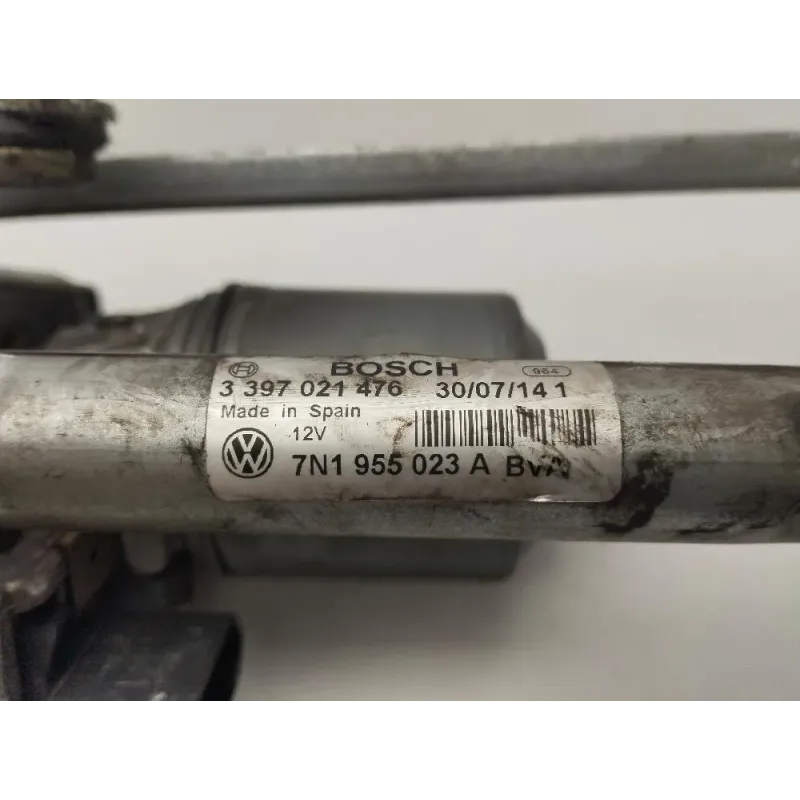 BOSCH 964
3 397 021 476 30/07/14 1
Made in Spain
12V
7N1 955 023 A